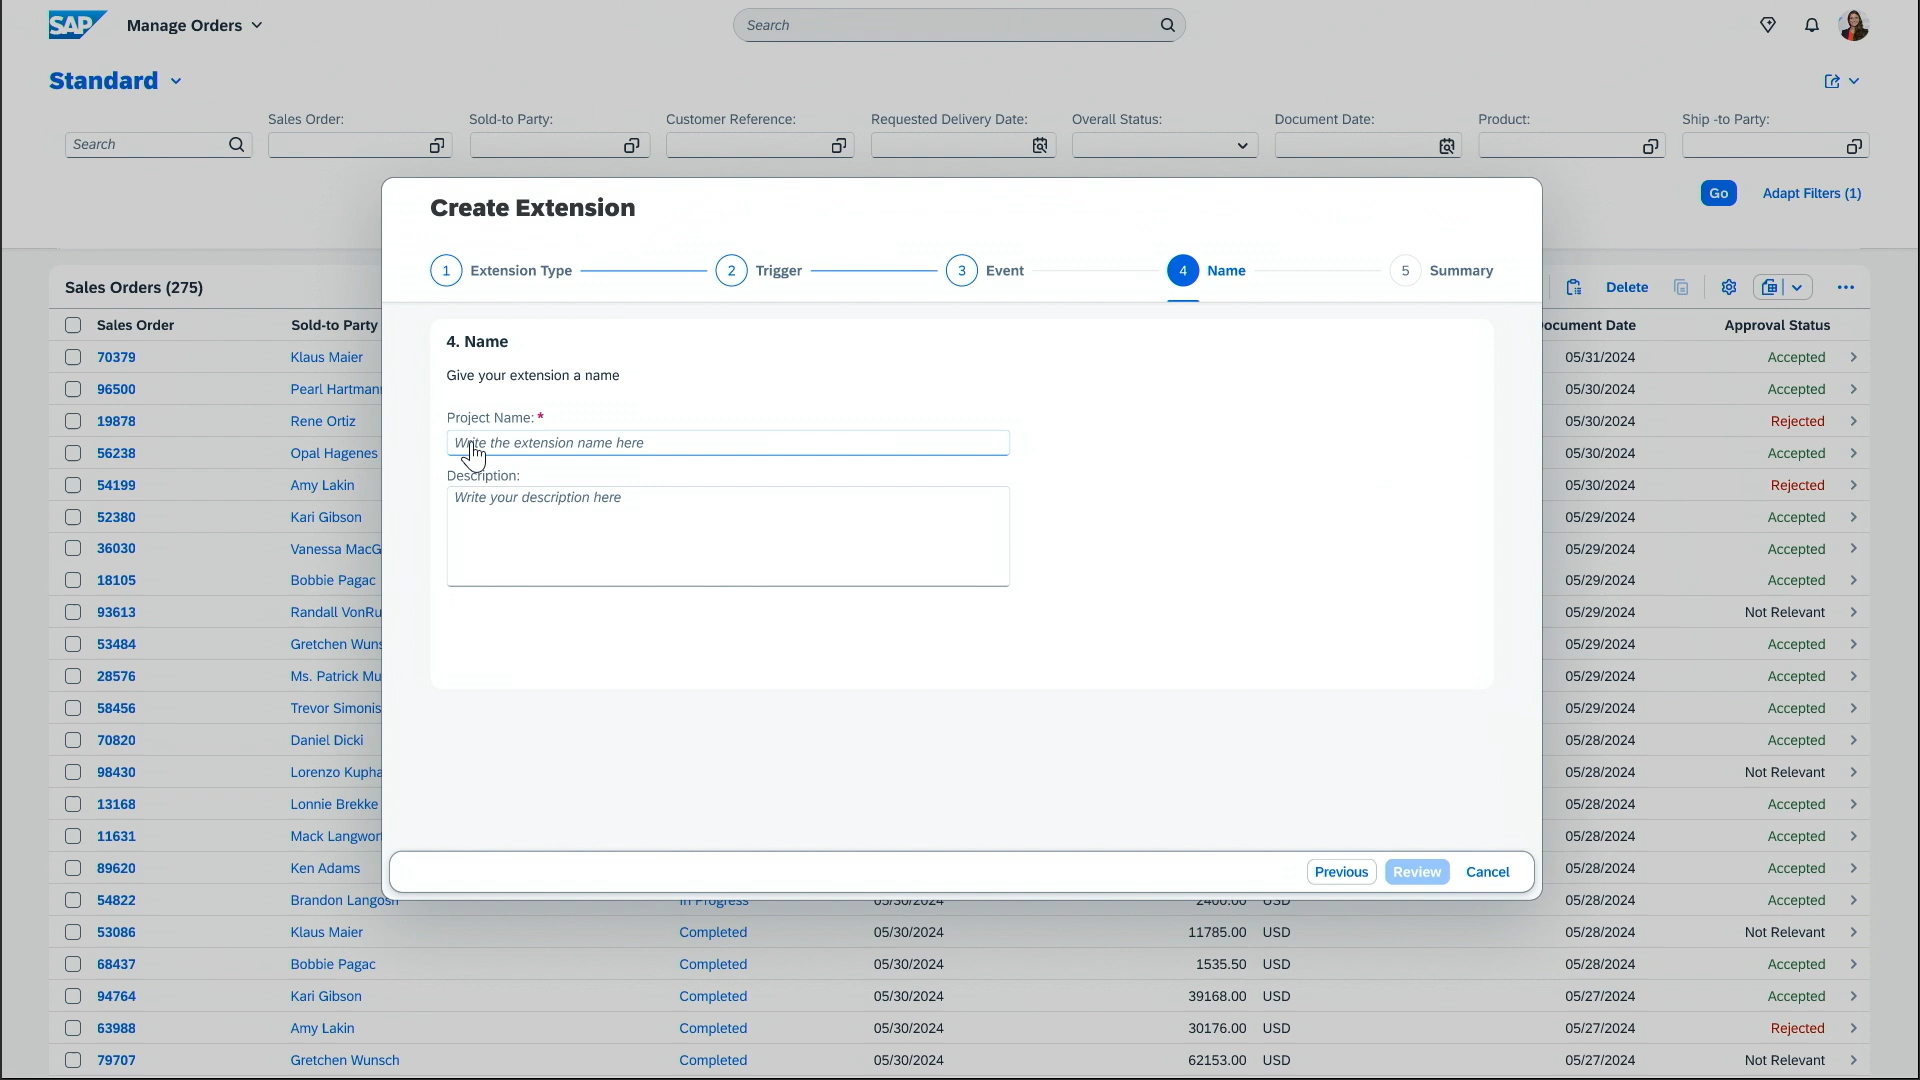 SAP Manage Orders Search
Standard
Sales Order: Sold-to Party: Customer Reference: Requested Delivery Date: Overall Status: Document Date: Product: Ship -to Party:
Search
Go Adapt Filters (1)
Create Extension
1 Extension Type 2 Trigger 3 Event 4 Name 5 Summary
4. Name
Give your extension a name
Project Name: *
Write the extension name here
Description:
Write your description here
Previous Review Cancel
Sales Orders (275) Delete
Sales Order Sold-to Party Document Date Approval Status
70379 Klaus Maier 05/31/2024 Accepted
96500 Pearl Hartman 05/30/2024 Accepted
19878 Rene Ortiz 05/30/2024 Rejected
56238 Opal Hagenes 05/30/2024 Accepted
54199 Amy Lakin 05/30/2024 Rejected
52380 Kari Gibson 05/29/2024 Accepted
36030 Vanessa MacG 05/29/2024 Accepted
18105 Bobbie Pagac 05/29/2024 Accepted
93613 Randall VonRu 05/29/2024 Not Relevant
53484 Gretchen Wuns 05/29/2024 Accepted
28576 Ms. Patrick Mu 05/29/2024 Accepted
58456 Trevor Simonis 05/29/2024 Accepted
70820 Daniel Dicki 05/28/2024 Accepted
98430 Lorenzo Kupha 05/28/2024 Not Relevant
13168 Lonnie Brekke 05/28/2024 Accepted
11631 Mack Langwor 05/28/2024 Accepted
89620 Ken Adams 05/28/2024 Accepted
54822 Brandon Langosh In Progress 05/30/2024 2400.00 USD 05/28/2024 Accepted
53086 Klaus Maier Completed 05/30/2024 11785.00 USD 05/28/2024 Not Relevant
68437 Bobbie Pagac Completed 05/30/2024 1535.50 USD 05/28/2024 Accepted
94764 Kari Gibson Completed 05/30/2024 39168.00 USD 05/27/2024 Accepted
63988 Amy Lakin Completed 05/30/2024 30176.00 USD 05/27/2024 Rejected
79707 Gretchen Wunsch Completed 05/30/2024 62153.00 USD 05/27/2024 Not Relevant